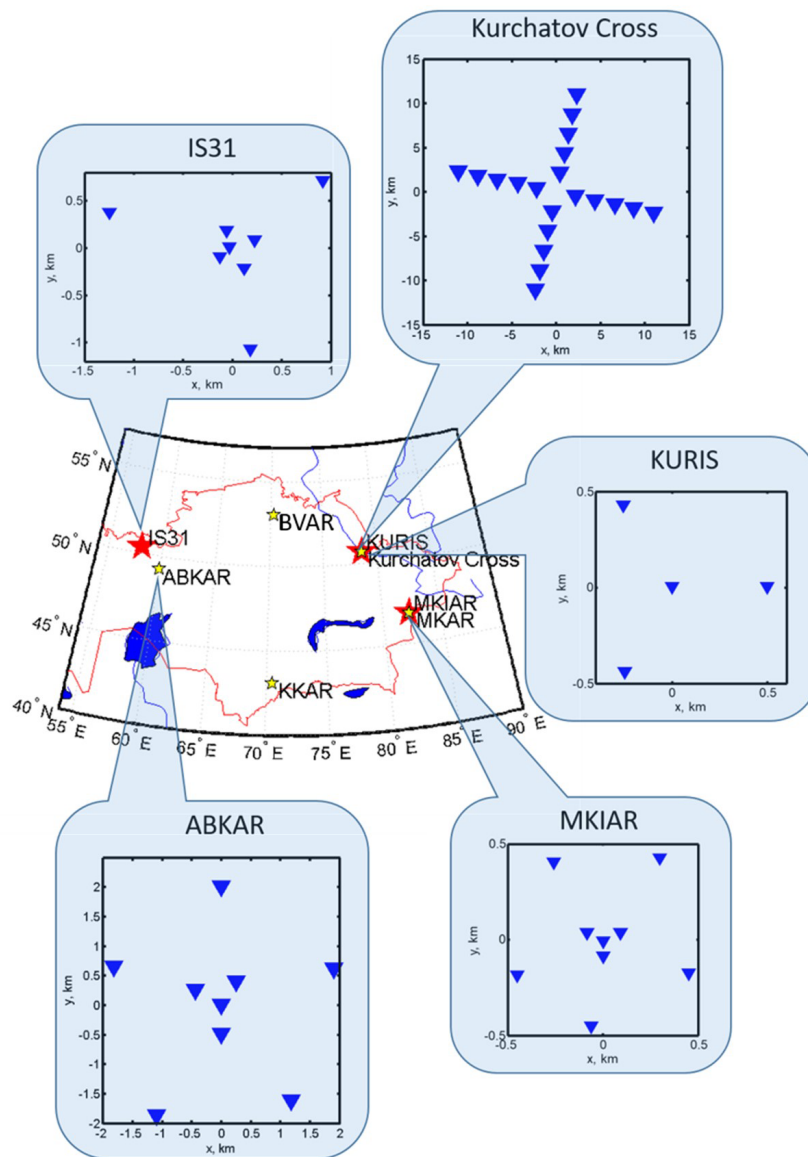 Kurchatov Cross
15
10
5
0
-5
-10
-15
y, km
-15
-10
-5
0
5
10
15
x, km
IS31
0.5
0
-0.5
-1
y, km
-1.5
-1
-0.5
0
0.5
1
x, km
55° N
50° N
45° N
40° N
55° E
60° E
65° E
70° E
75° E
80° E
85° E
90° E
IS31
ABKAR
BVAR
KURIS
Kurchatov Cross
MKIAR
MKAR
KKAR
KURIS
0.5
0
-0.5
y, km
0
0.5
x, km
ABKAR
2
1.5
1
0.5
0
-0.5
-1
-1.5
-2
y, km
-2
-1.5
-1
-0.5
0
0.5
1
1.5
2
x, km
MKIAR
0.5
0
-0.5
y, km
-0.5
0
0.5
x, km